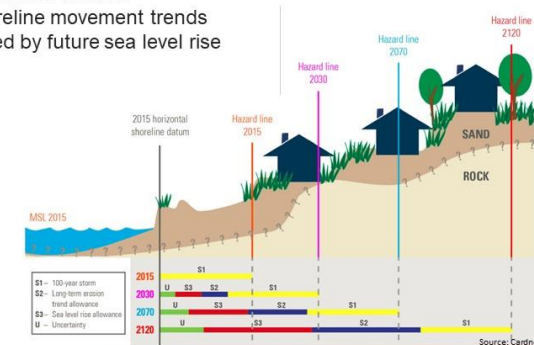 oreline movement trends
ed by future sea level rise
Hazard line
2120
Hazard line
2070
Hazard line
2030
2015 horizontal
shoreline datum
Hazard line
2015
SAND
ROCK
MSL 2015
? ? ? ? ? ? ? ? ? ?
S1 – 100-year storm
S2 – Long-term erosion
trend allowance
S3 – Sea level rise allowance
U – Uncertainty
2015 S1
2030 U S3 S2 S1
2070 U S3 S2 S1
2120 U S3 S2 S1
Source: Cardn